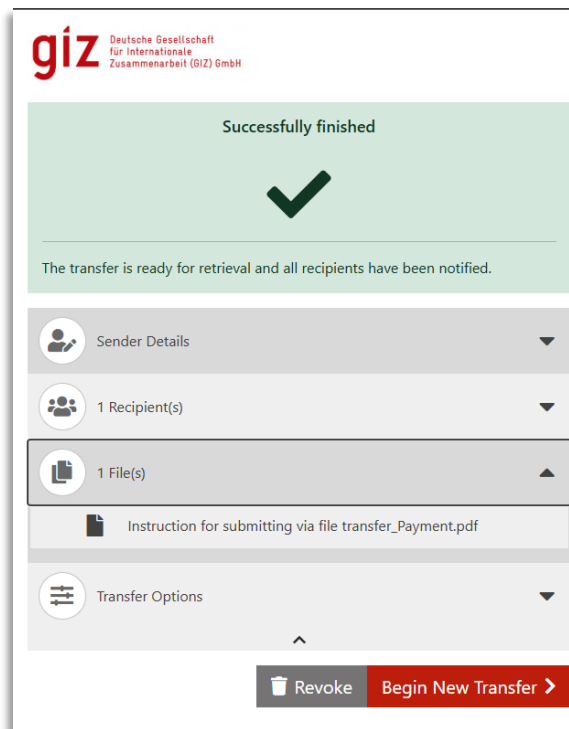 giz
Deutsche Gesellschaft
für Internationale
Zusammenarbeit (GIZ) GmbH
Successfully finished
The transfer is ready for retrieval and all recipients have been notified.
Sender Details
1 Recipient(s)
1 File(s)
Instruction for submitting via file transfer_Payment.pdf
Transfer Options
Revoke
Begin New Transfer